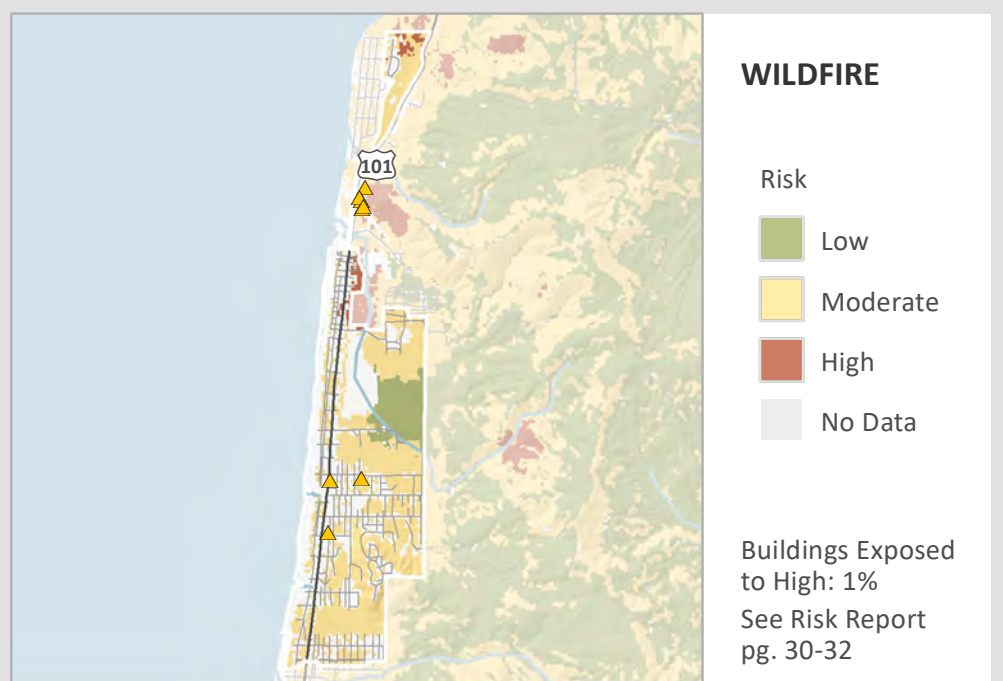 WILDFIRE
101
Risk
Low
Moderate
High
No Data
Buildings Exposed
to High: 1%
See Risk Report
pg. 30-32